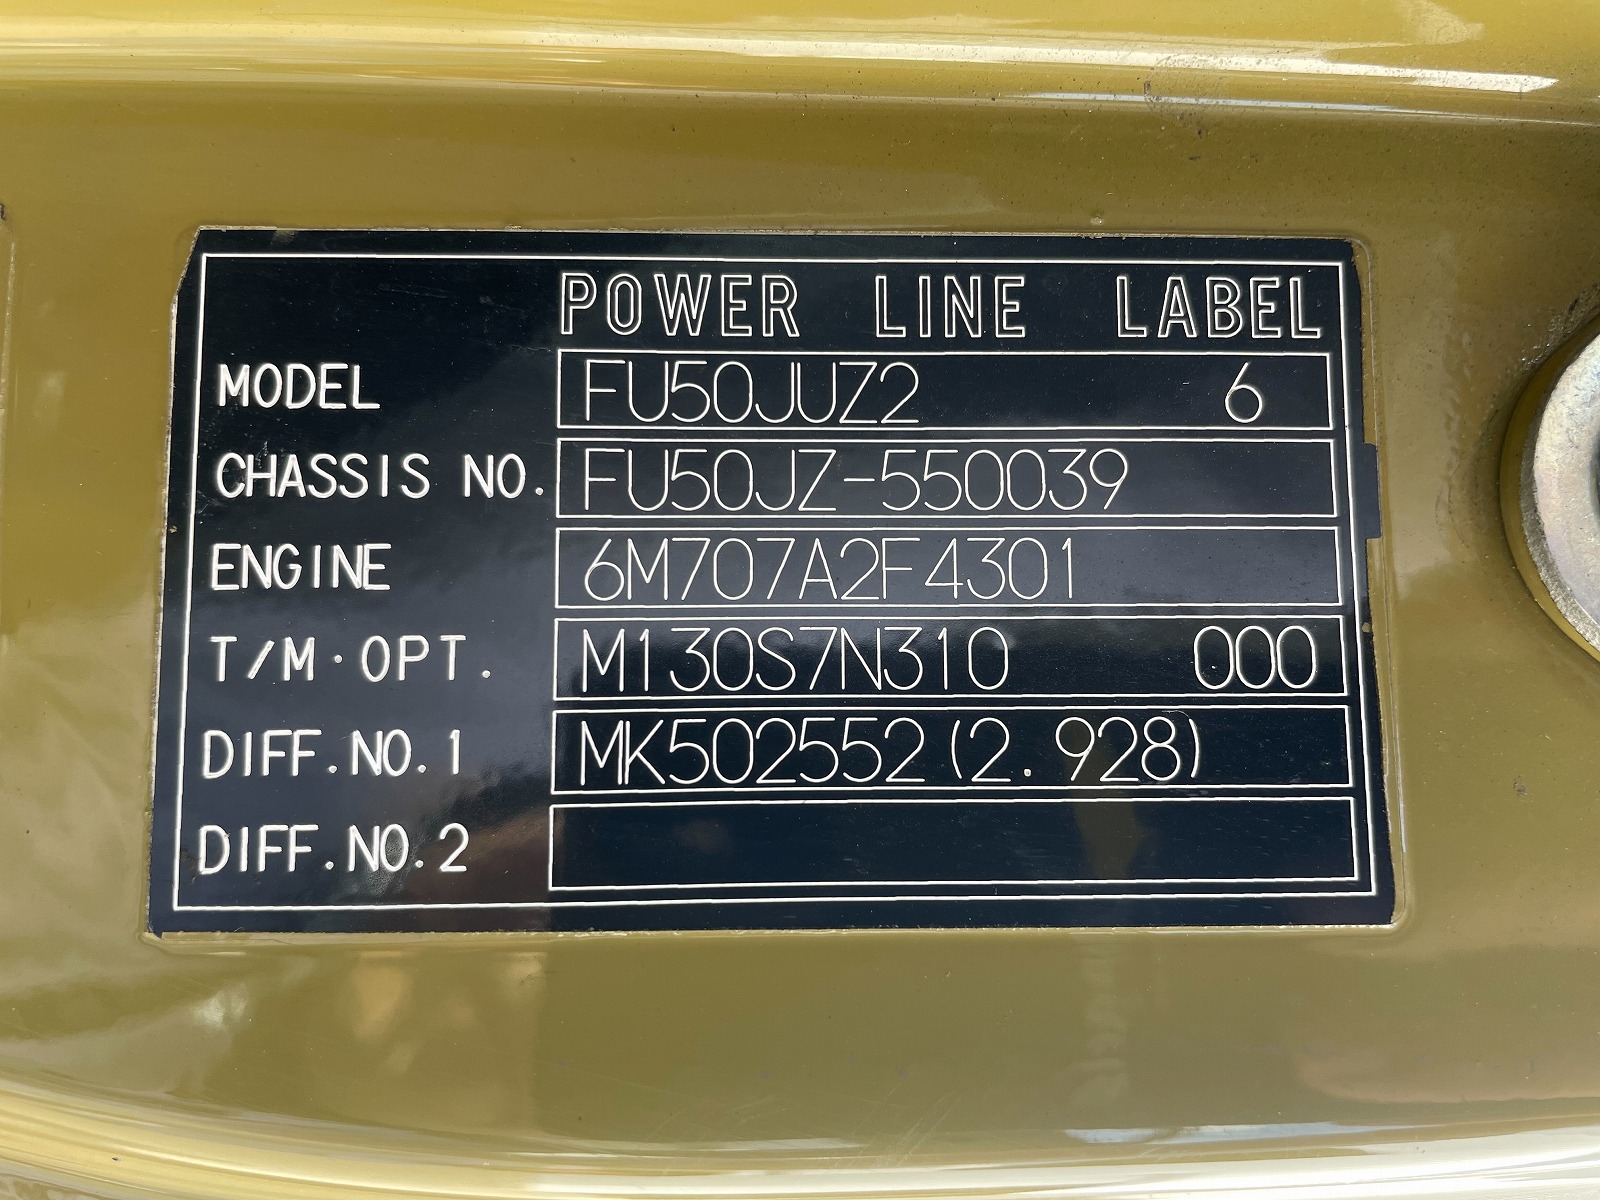 POWER LINE LABEL
MODEL FU50JUZ2 6
CHASSIS NO. FU50JZ-550039
ENGINE 6M707A2F4301
T/M·OPT. M130S7N310 000
DIFF.NO.1 MK502552(2.928)
DIFF.NO.2